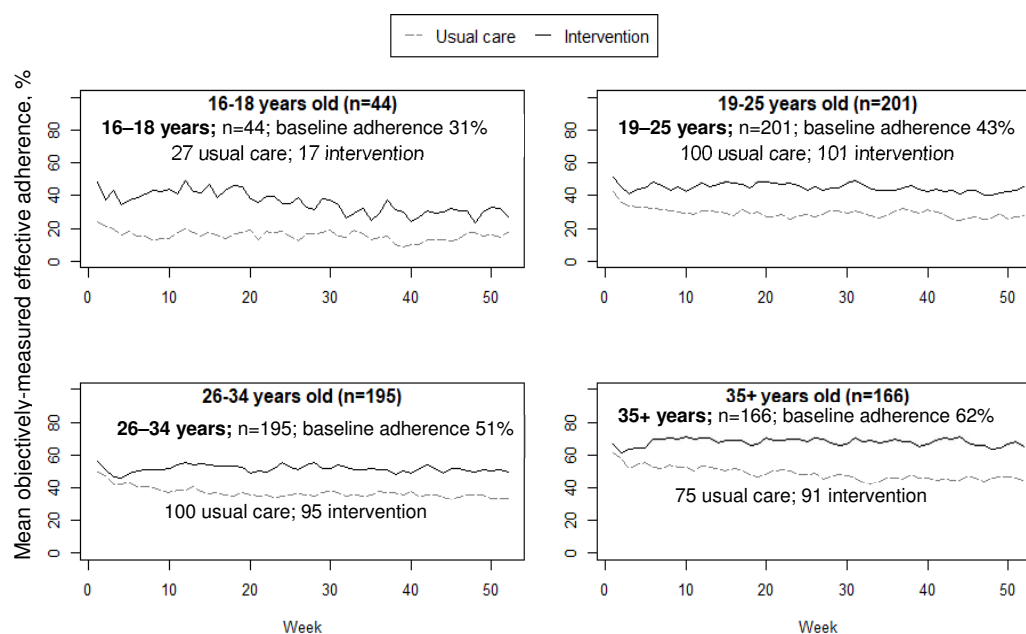 Usual care Intervention
Mean objectively-measured effective adherence, %
16-18 years old (n=44)
16–18 years; n=44; baseline adherence 31%
27 usual care; 17 intervention
0 20 40 60 80
0 10 20 30 40 50
19-25 years old (n=201)
19–25 years; n=201; baseline adherence 43%
100 usual care; 101 intervention
0 20 40 60 80
0 10 20 30 40 50
26-34 years old (n=195)
26–34 years; n=195; baseline adherence 51%
100 usual care; 95 intervention
0 20 40 60 80
0 10 20 30 40 50
Week
35+ years old (n=166)
35+ years; n=166; baseline adherence 62%
75 usual care; 91 intervention
0 20 40 60 80
0 10 20 30 40 50
Week